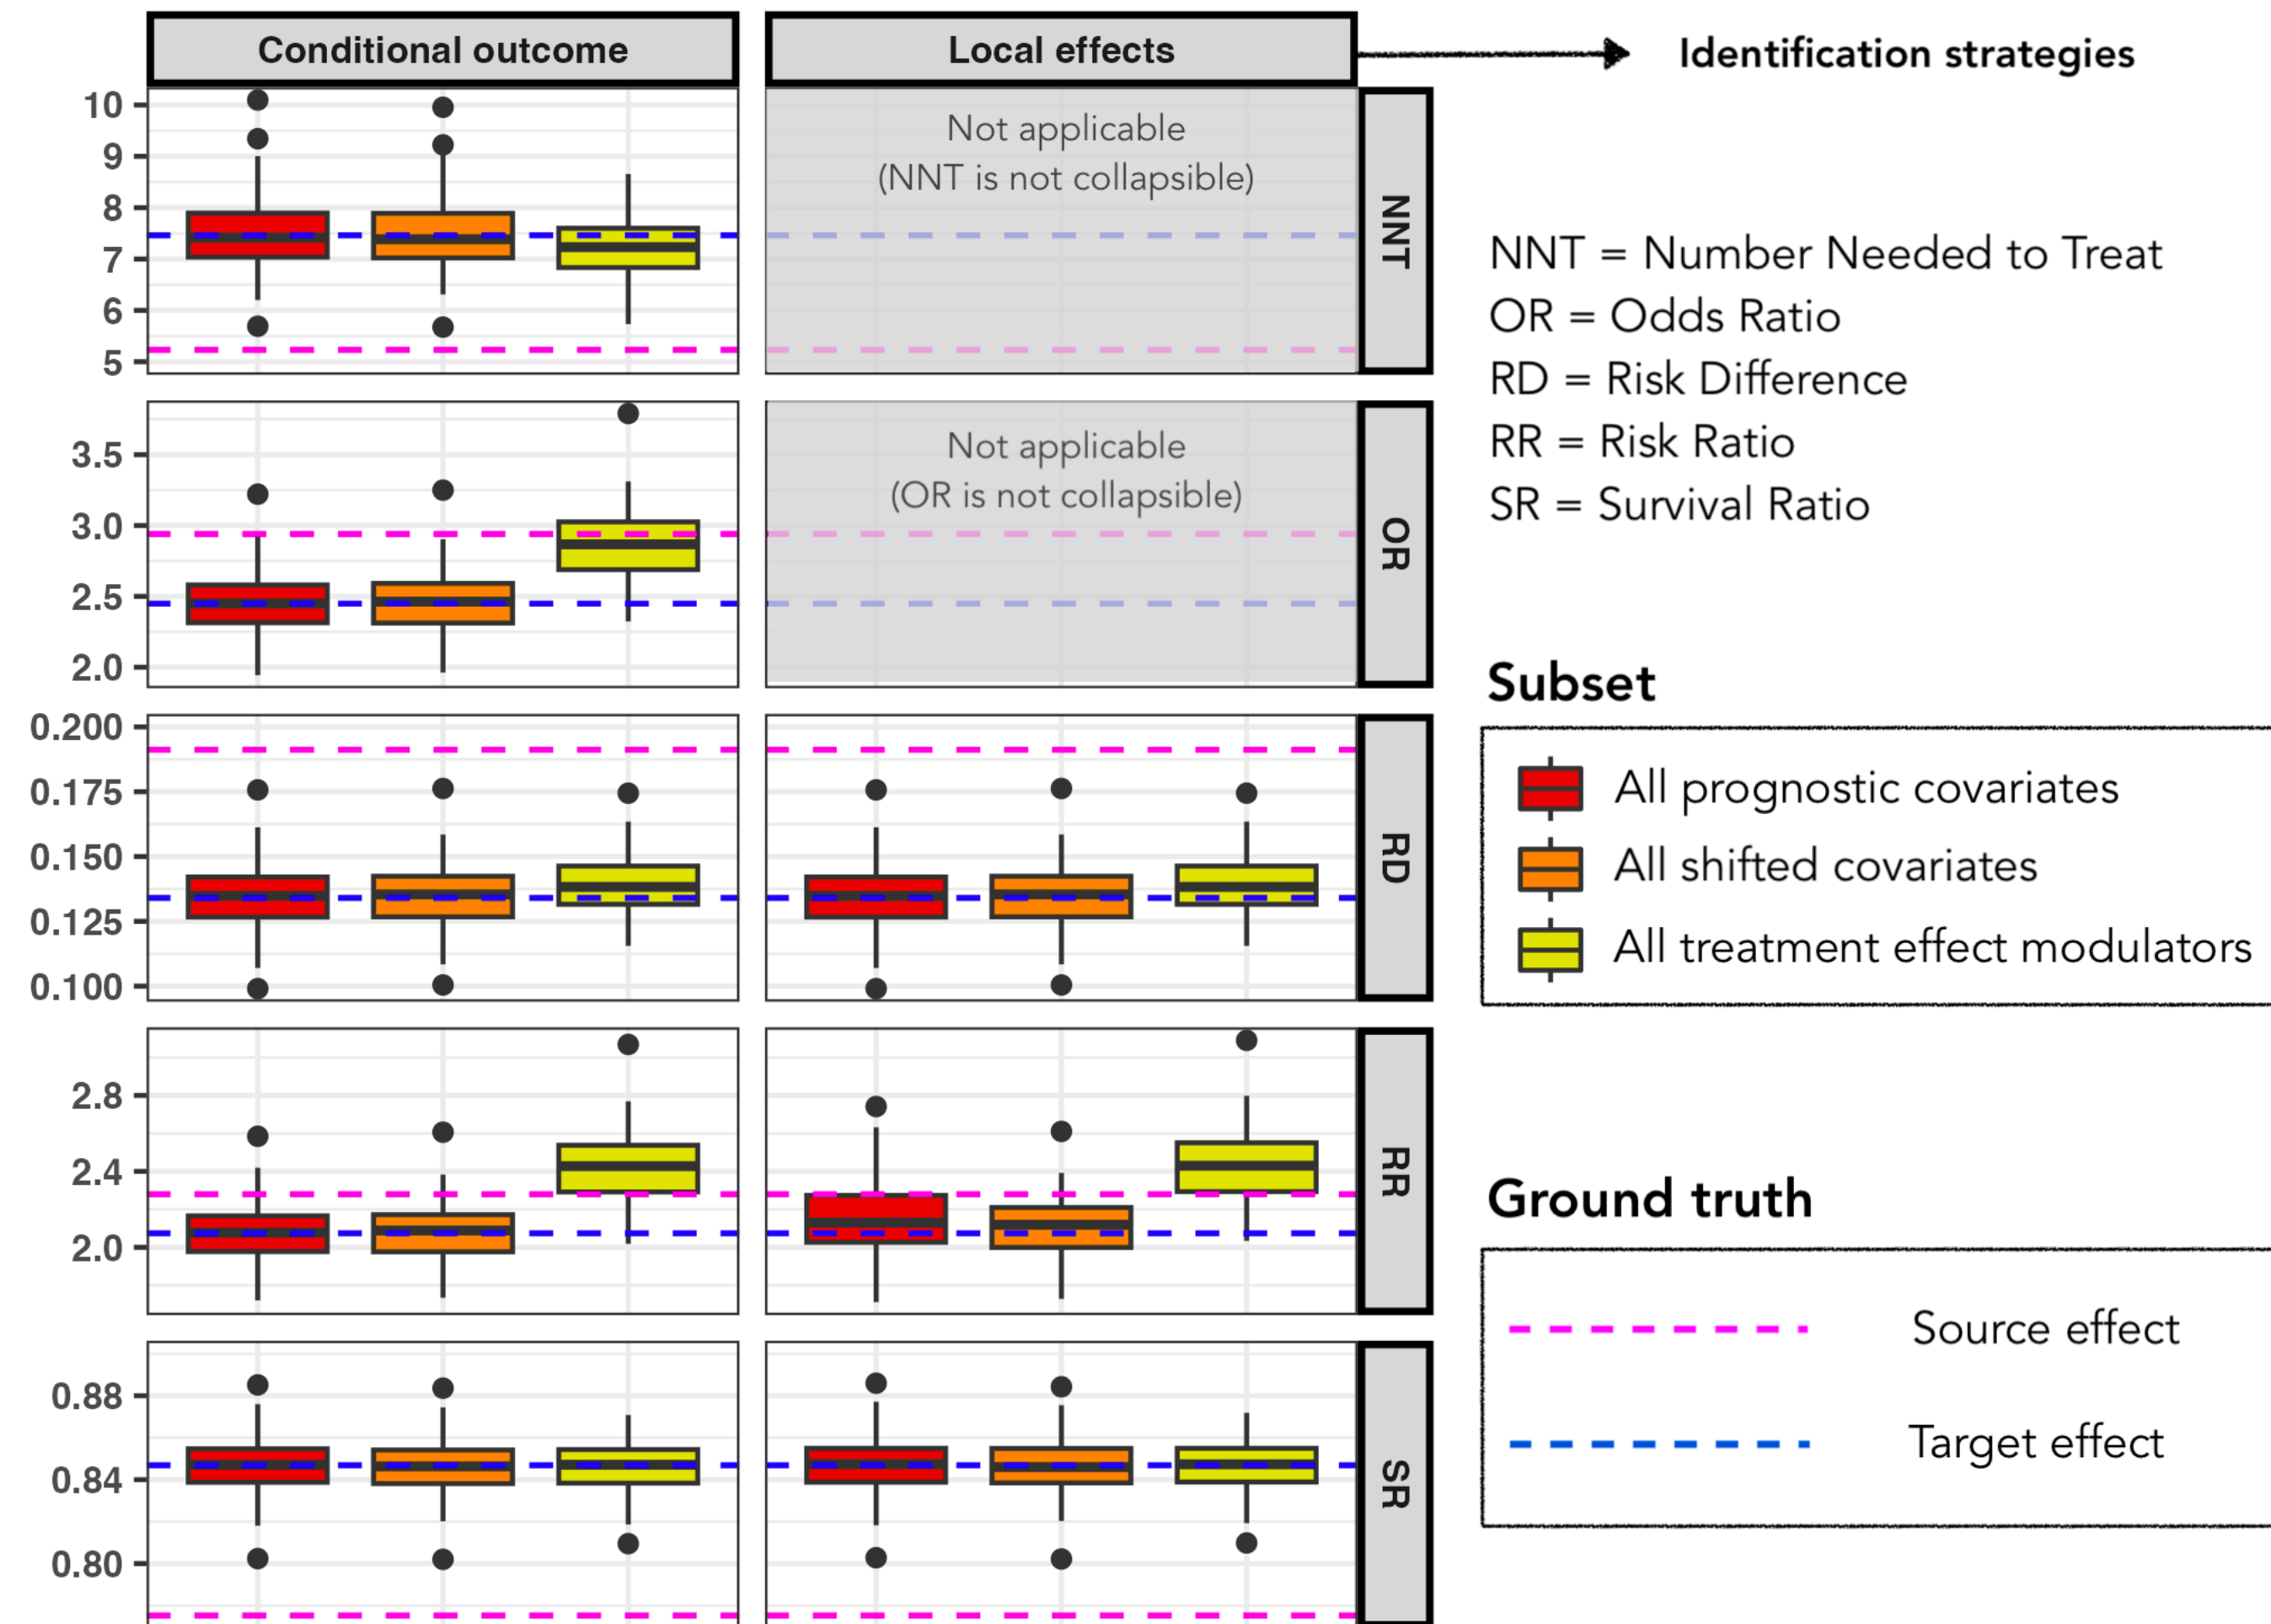 Conditional outcome
Local effects
Identification strategies
10
9
8
7
6
5
Not applicable
(NNT is not collapsible)
NNT
3.5
3.0
2.5
2.0
Not applicable
(OR is not collapsible)
OR
0.200
0.175
0.150
0.125
0.100
RD
2.8
2.4
2.0
RR
0.88
0.84
0.80
SR
NNT = Number Needed to Treat
OR = Odds Ratio
RD = Risk Difference
RR = Risk Ratio
SR = Survival Ratio
Subset
All prognostic covariates
All shifted covariates
All treatment effect modulators
Ground truth
Source effect
Target effect